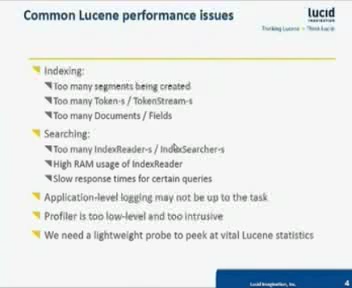 Common Lucene performance issues
lucid
imagination
Thinking Lucene Think Lucid
Indexing:
Too many segments being created
Too many Token-s / TokenStream-s
Too many Documents / Fields
Searching:
Too many IndexReader-s / IndexSearcher-s
High RAM usage of IndexReader
Slow response times for certain queries
Application-level logging may not be up to the task
Profiler is too low-level and too intrusive
We need a lightweight probe to peek at vital Lucene statistics
Lucid Imagination, Inc.
4